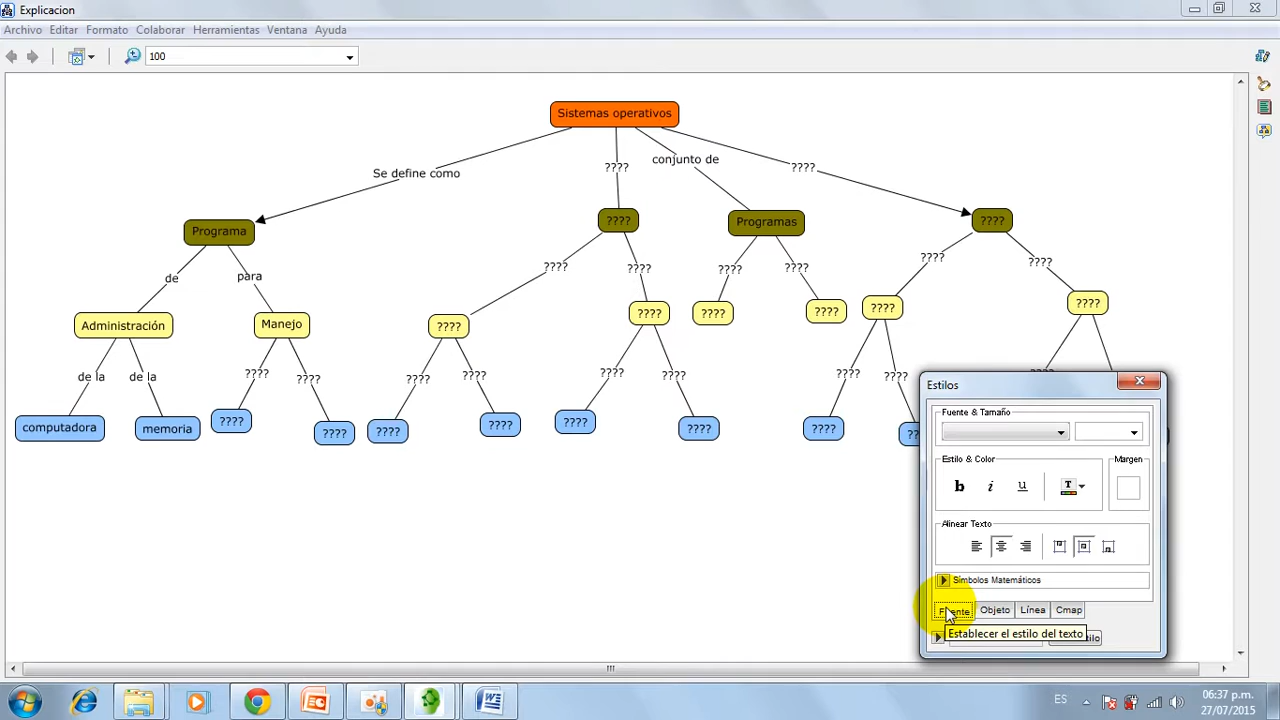 Explicacion
Archivo Editar Formato Colaborar Herramientas Ventana Ayuda
100
Sistemas operativos
Se define como
????
conjunto de
????
Programa
????
Programas
????
de
para
????
????
????
????
????
????
Administración
Manejo
????
????
????
????
????
????
de la
de la
????
????
????
????
????
????
????
????
computadora
memoria
????
????
????
????
????
????
????
Estilos
Fuente & Tamaño
Estilo & Color
Margen
b i u T
Alinear Texto
Símbolos Matemáticos
Fuente Objeto Línea Cmap
Establecer el estilo del texto
ES
06:37 p.m.
27/07/2015